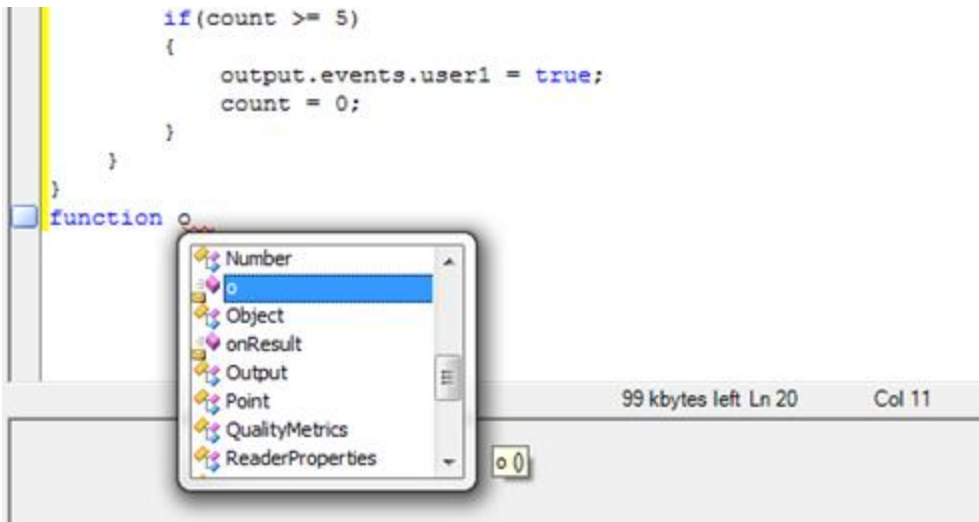 if(count >= 5)
{
output.events.user1 = true;
count = 0;
}
}
}
function o
Number
o
Object
onResult
Output
Point
QualityMetrics
ReaderProperties
99 kbytes left Ln 20 Col 11
o ()